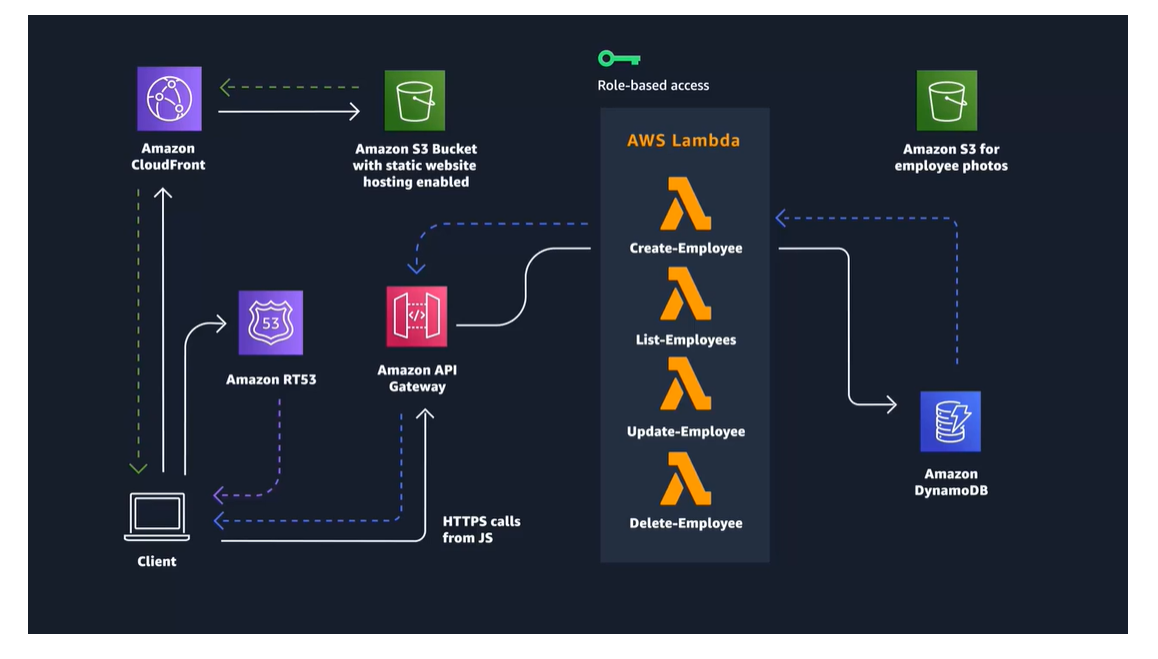 Role-based access
Amazon
CloudFront
Amazon S3 Bucket
with static website
hosting enabled
AWS Lambda
Amazon S3 for
employee photos
Create-Employee
53
</>
Amazon RT53
Amazon API
Gateway
List-Employees
Update-Employee
Amazon
DynamoDB
HTTPS calls
from JS
Delete-Employee
Client